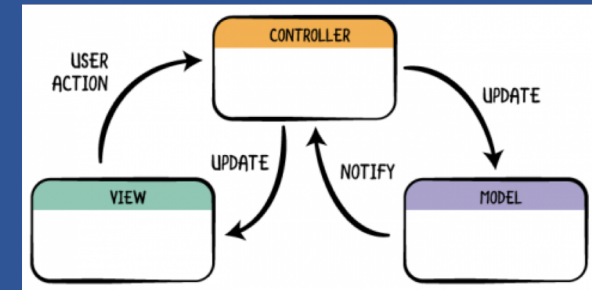 CONTROLLER
USER
ACTION
UPDATE
UPDATE
NOTIFY
VIEW
MODEL